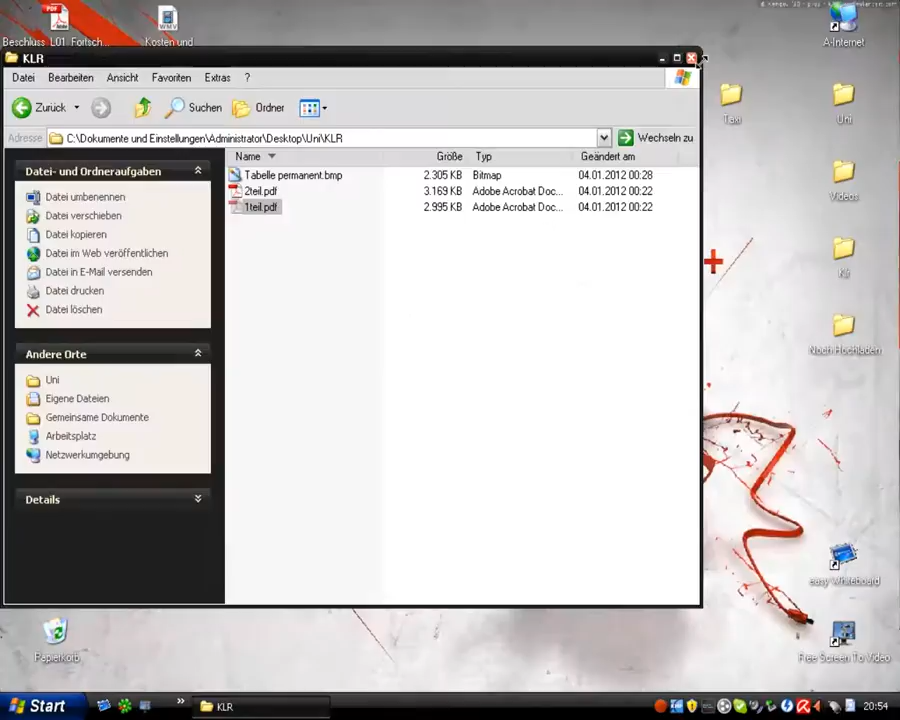 Beschluss_L01_Fortsch...
Kosten und
A-Internet
KLR
Datei Bearbeiten Ansicht Favoriten Extras ?
Zurück Suchen Ordner
Adresse C:\Dokumente und Einstellungen\Administrator\Desktop\Uni\KLR Wechseln zu
Datei- und Ordneraufgaben
Datei umbenennen
Datei verschieben
Datei kopieren
Datei im Web veröffentlichen
Datei in E-Mail versenden
Datei drucken
Datei löschen
Andere Orte
Uni
Eigene Dateien
Gemeinsame Dokumente
Arbeitsplatz
Netzwerkumgebung
Details
Name Größe Typ Geändert am
Tabelle permanent.bmp 2.305 KB Bitmap 04.01.2012 00:28
2teil.pdf 3.169 KB Adobe Acrobat Doc... 04.01.2012 00:22
1teil.pdf 2.995 KB Adobe Acrobat Doc... 04.01.2012 00:22
Taxi
Uni
Videos
Noch Hochladen
easy Whiteboard
Papierkorb
Free Screen To Video
Start
KLR
20:54